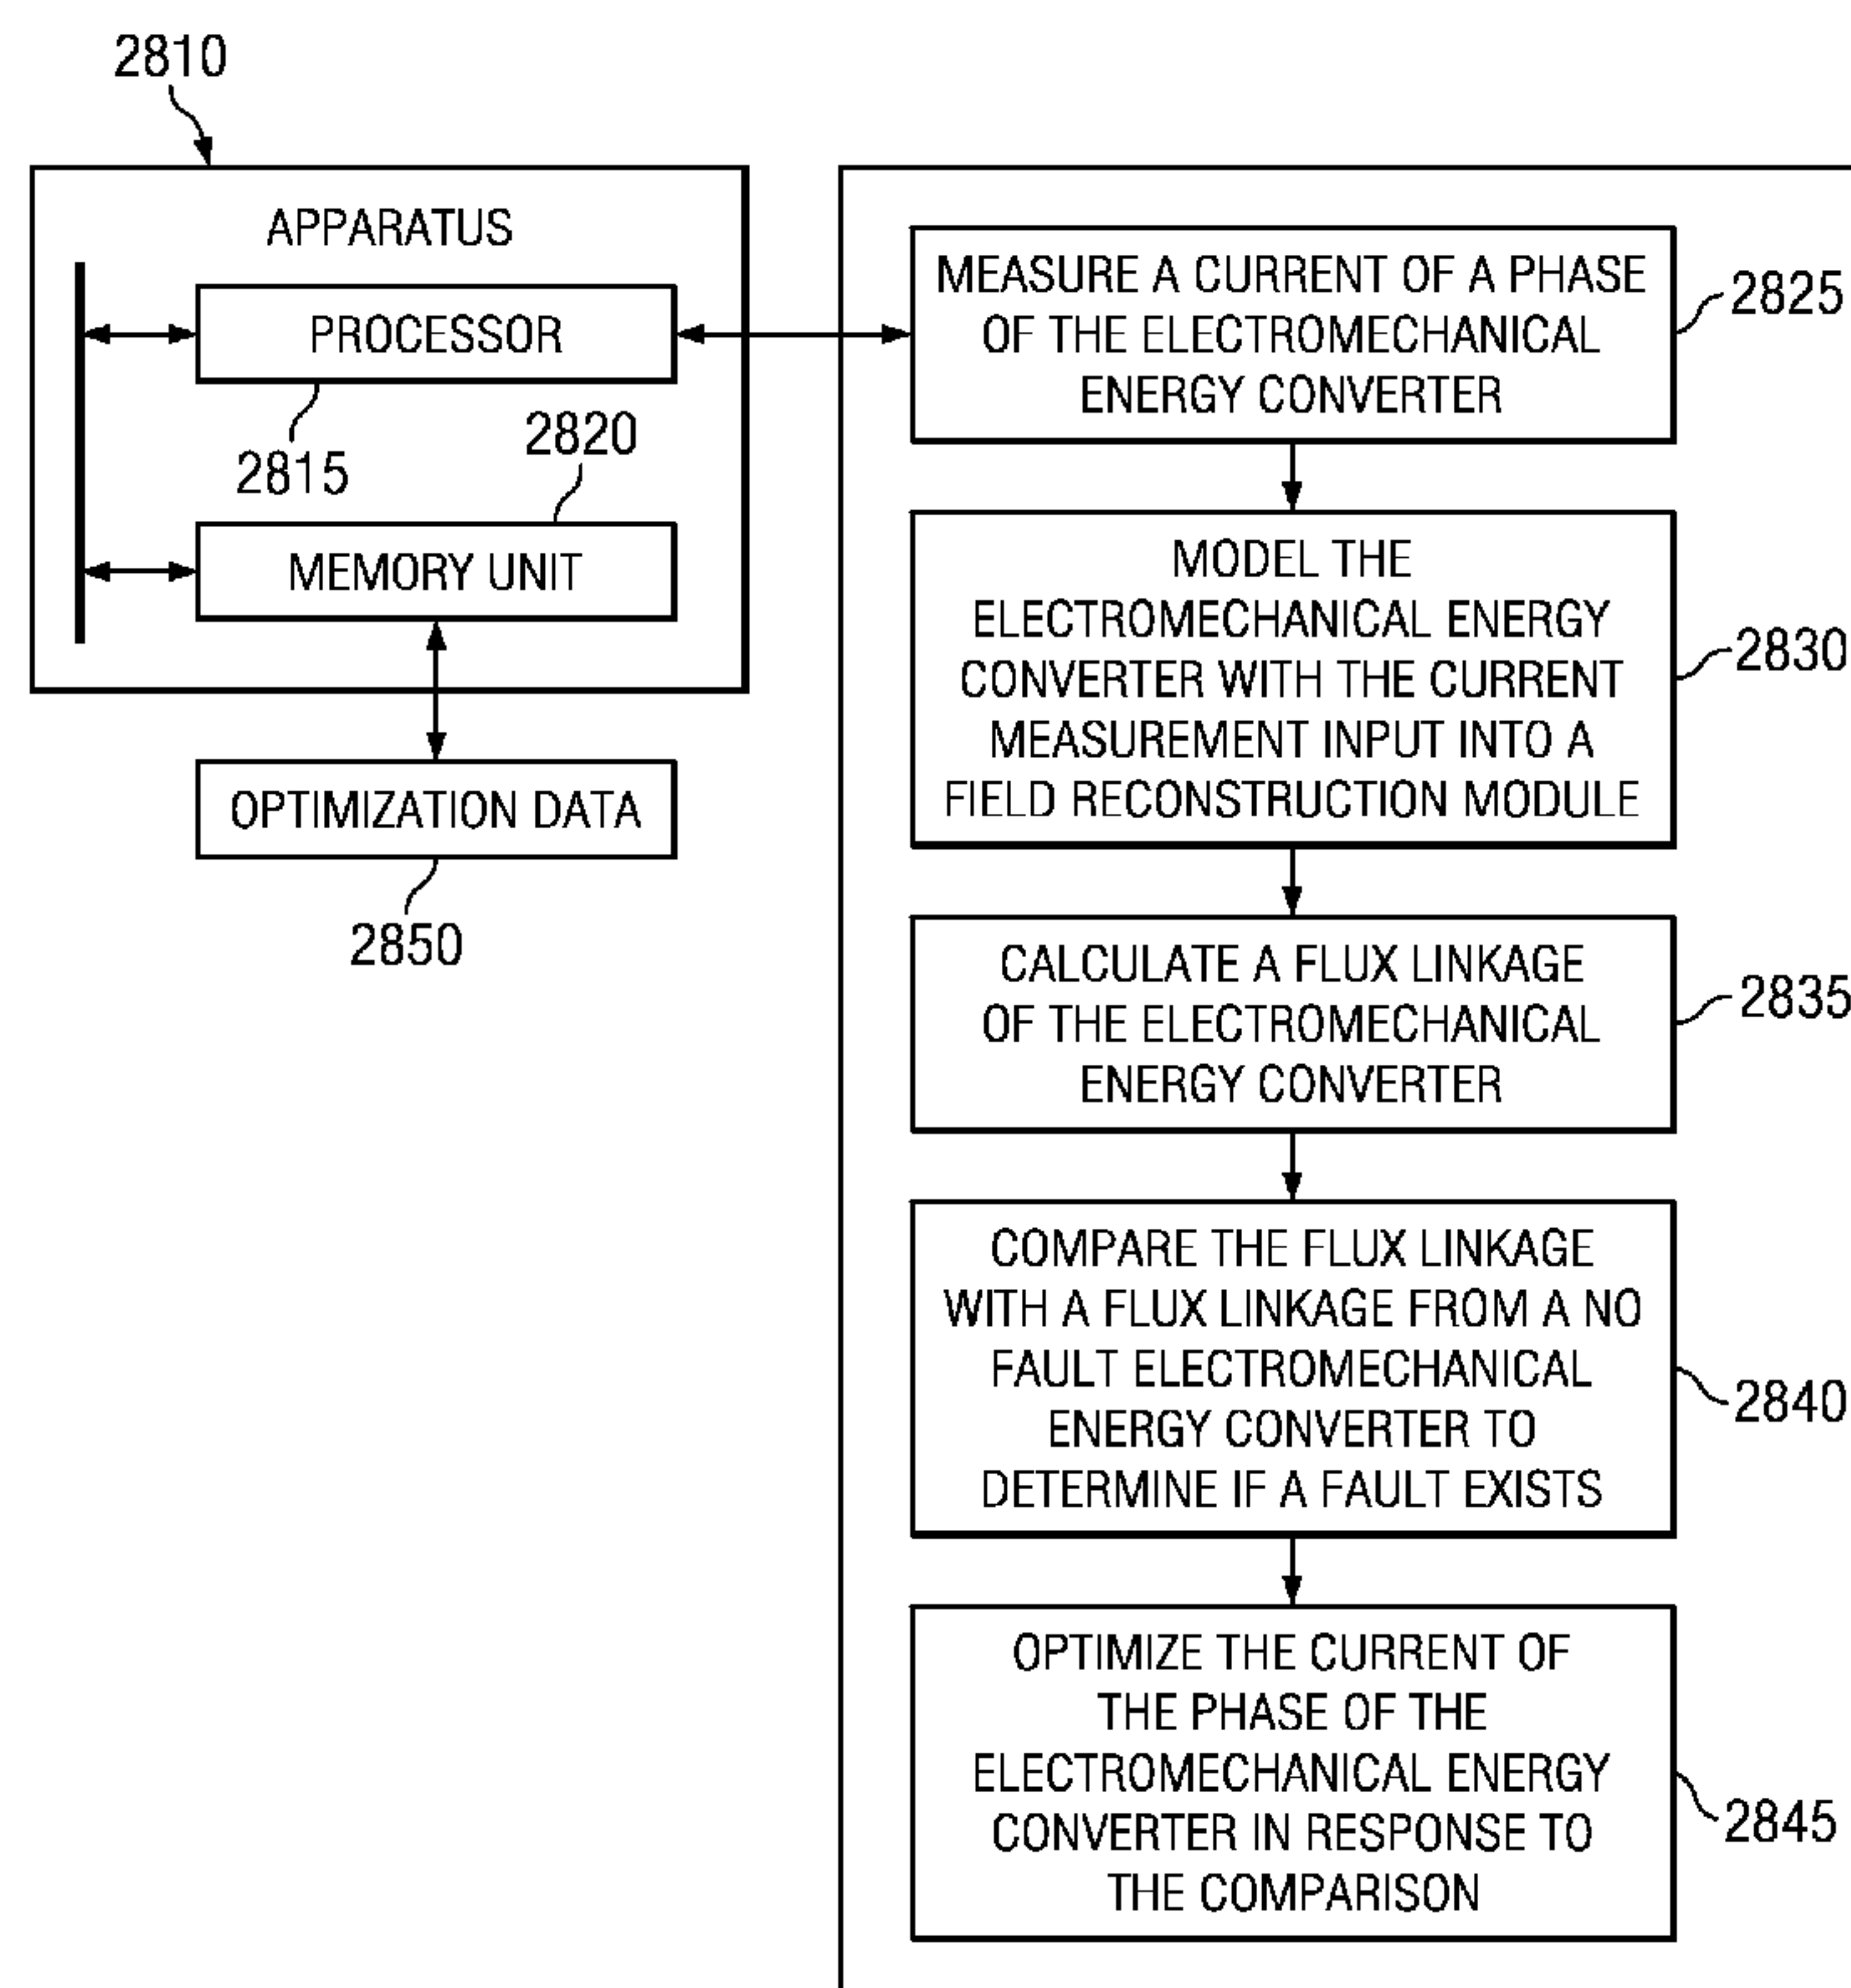 2810
APPARATUS
PROCESSOR
2815
2820
MEMORY UNIT
OPTIMIZATION DATA
2850
MEASURE A CURRENT OF A PHASE
OF THE ELECTROMECHANICAL
ENERGY CONVERTER
2825
MODEL THE
ELECTROMECHANICAL ENERGY
CONVERTER WITH THE CURRENT
MEASUREMENT INPUT INTO A
FIELD RECONSTRUCTION MODULE
2830
CALCULATE A FLUX LINKAGE
OF THE ELECTROMECHANICAL
ENERGY CONVERTER
2835
COMPARE THE FLUX LINKAGE
WITH A FLUX LINKAGE FROM A NO
FAULT ELECTROMECHANICAL
ENERGY CONVERTER TO
DETERMINE IF A FAULT EXISTS
2840
OPTIMIZE THE CURRENT OF
THE PHASE OF THE
ELECTROMECHANICAL ENERGY
CONVERTER IN RESPONSE TO
THE COMPARISON
2845